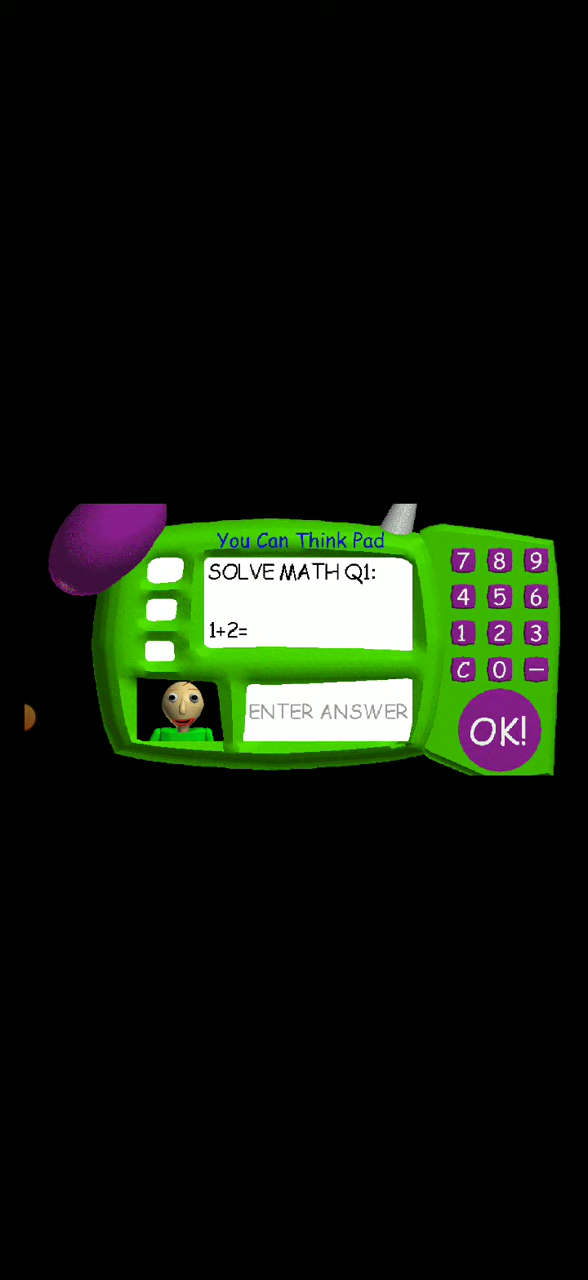 You Can Think Pad
SOLVE MATH Q1:
1+2=
ENTER ANSWER
7 8 9
4 5 6
1 2 3
C 0 −
OK!